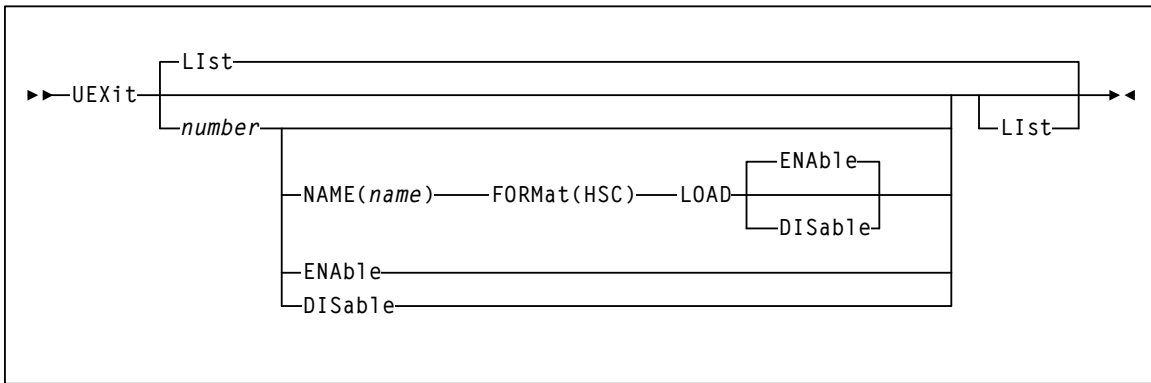 LIst
UEXit
number
LIst
ENAble
NAME(name) FORMat(HSC) LOAD
DISable
ENAble
DISable